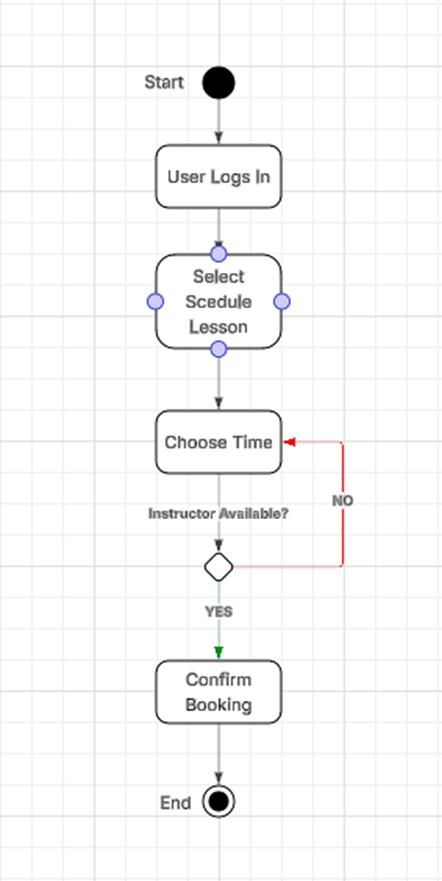 Start
User Logs In
Select
Scedule
Lesson
Choose Time
NO
Instructor Available?
YES
Confirm
Booking
End